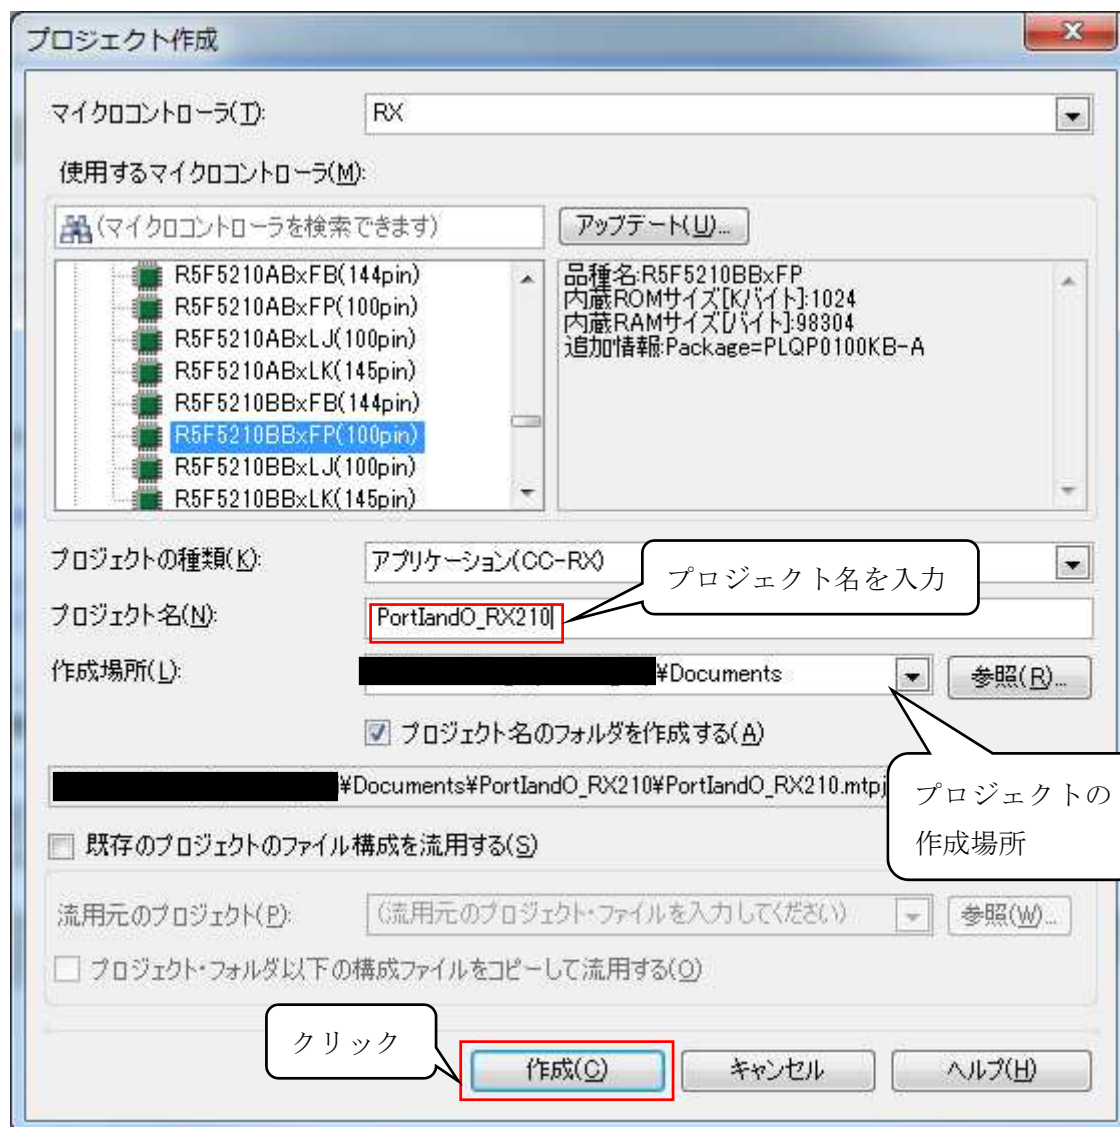 プロジェクト作成
マイクロコントローラ(T): RX
使用するマイクロコントローラ(M):
(マイクロコントローラを検索できます) アップデート(U)...
R5F5210ABxFB(144pin)
R5F5210ABxFP(100pin)
R5F5210ABxLJ(100pin)
R5F5210ABxLK(145pin)
R5F5210BBxFB(144pin)
R5F5210BBxFP(100pin)
R5F5210BBxLJ(100pin)
R5F5210BBxLK(145pin)
品種名:R5F5210BBxFP
内蔵ROMサイズ[Kバイト]:1024
内蔵RAMサイズ[バイト]:98304
追加情報:Package=PLQP0100KB-A
プロジェクトの種類(K): アプリケーション(CC-RX)
プロジェクト名を入力
プロジェクト名(N): PortIandO_RX210
作成場所(L): ¥Documents 参照(R)...
プロジェクト名のフォルダを作成する(A)
¥Documents¥PortIandO_RX210¥PortIandO_RX210.mtpj
プロジェクトの
作成場所
既存のプロジェクトのファイル構成を流用する(S)
流用元のプロジェクト(P): (流用元のプロジェクト・ファイルを入力してください) 参照(W)...
プロジェクト・フォルダ以下の構成ファイルをコピーして流用する(O)
クリック
作成(C) キャンセル ヘルプ(H)